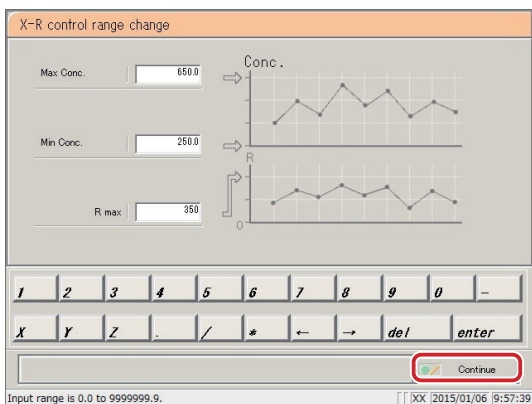 X-R control range change
Max Conc. 650.0
Conc.
Min Conc. 250.0
R
R max 350
0
1 2 3 4 5 6 7 8 9 0 -
X Y Z . / * ← → del enter
Continue
Input range is 0.0 to 9999999.9. XX 2015/01/06 9:57:39